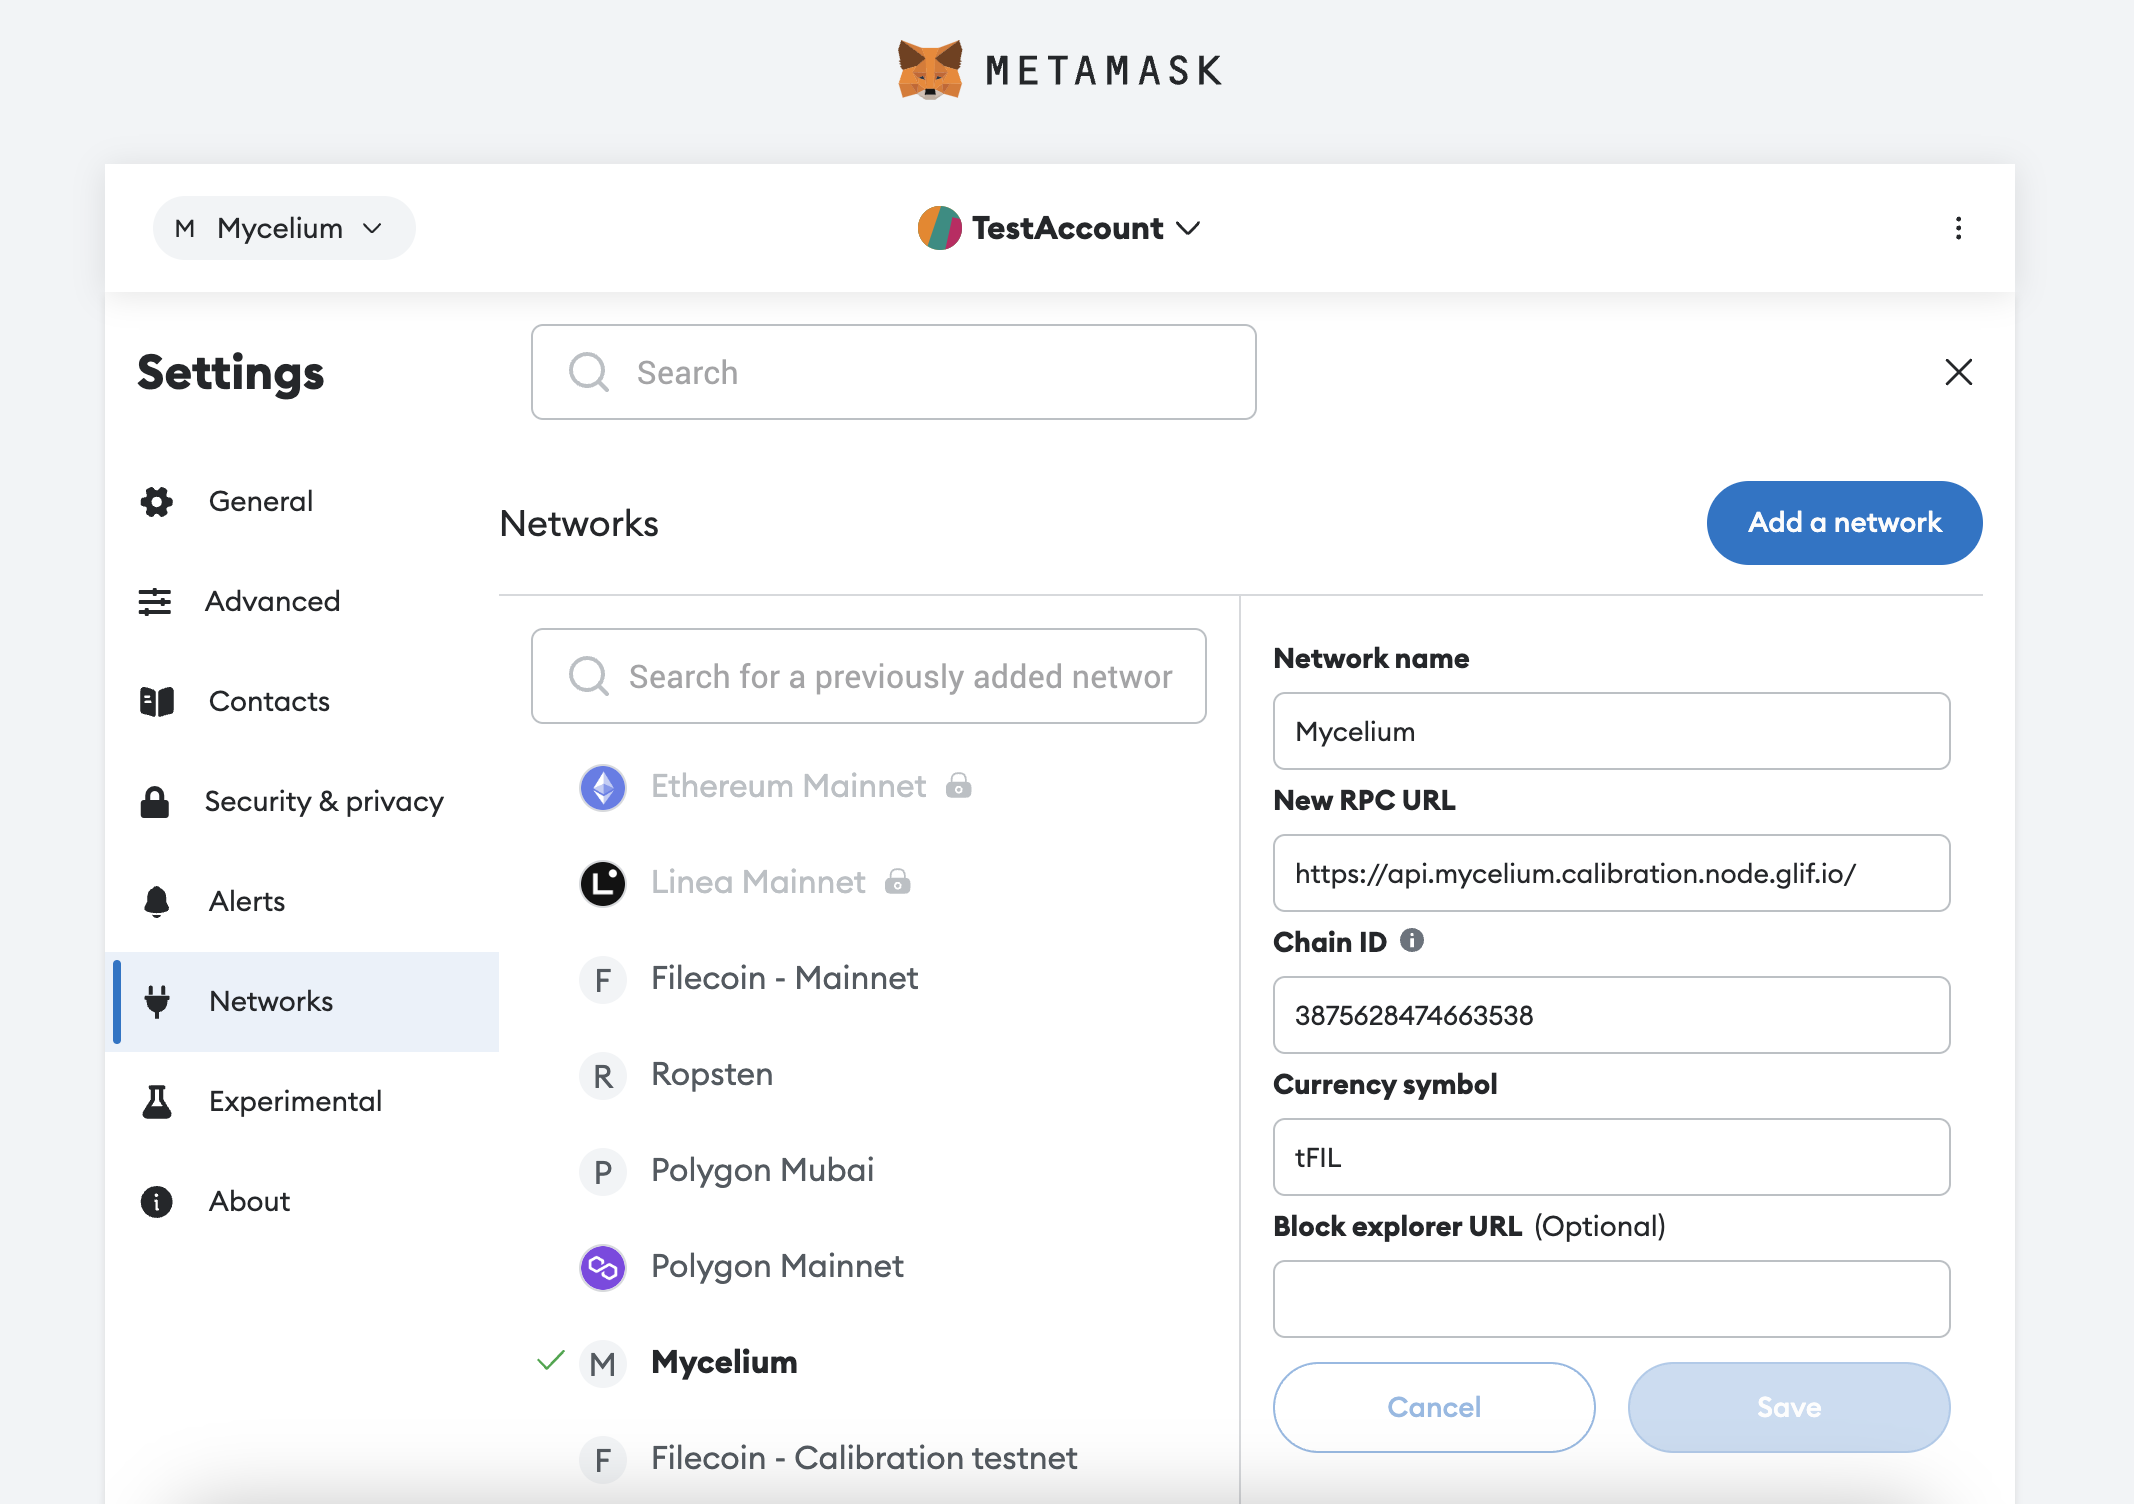 METAMASK
M Mycelium
TestAccount
Settings
Search
General
Advanced
Contacts
Security & privacy
Alerts
Networks
Experimental
About
Networks
Add a network
Search for a previously added networ
Ethereum Mainnet
Linea Mainnet
F Filecoin - Mainnet
R Ropsten
P Polygon Mubai
Polygon Mainnet
M Mycelium
F Filecoin - Calibration testnet
Network name
Mycelium
New RPC URL
https://api.mycelium.calibration.node.glif.io/
Chain ID
3875628474663538
Currency symbol
tFIL
Block explorer URL (Optional)
Cancel
Save